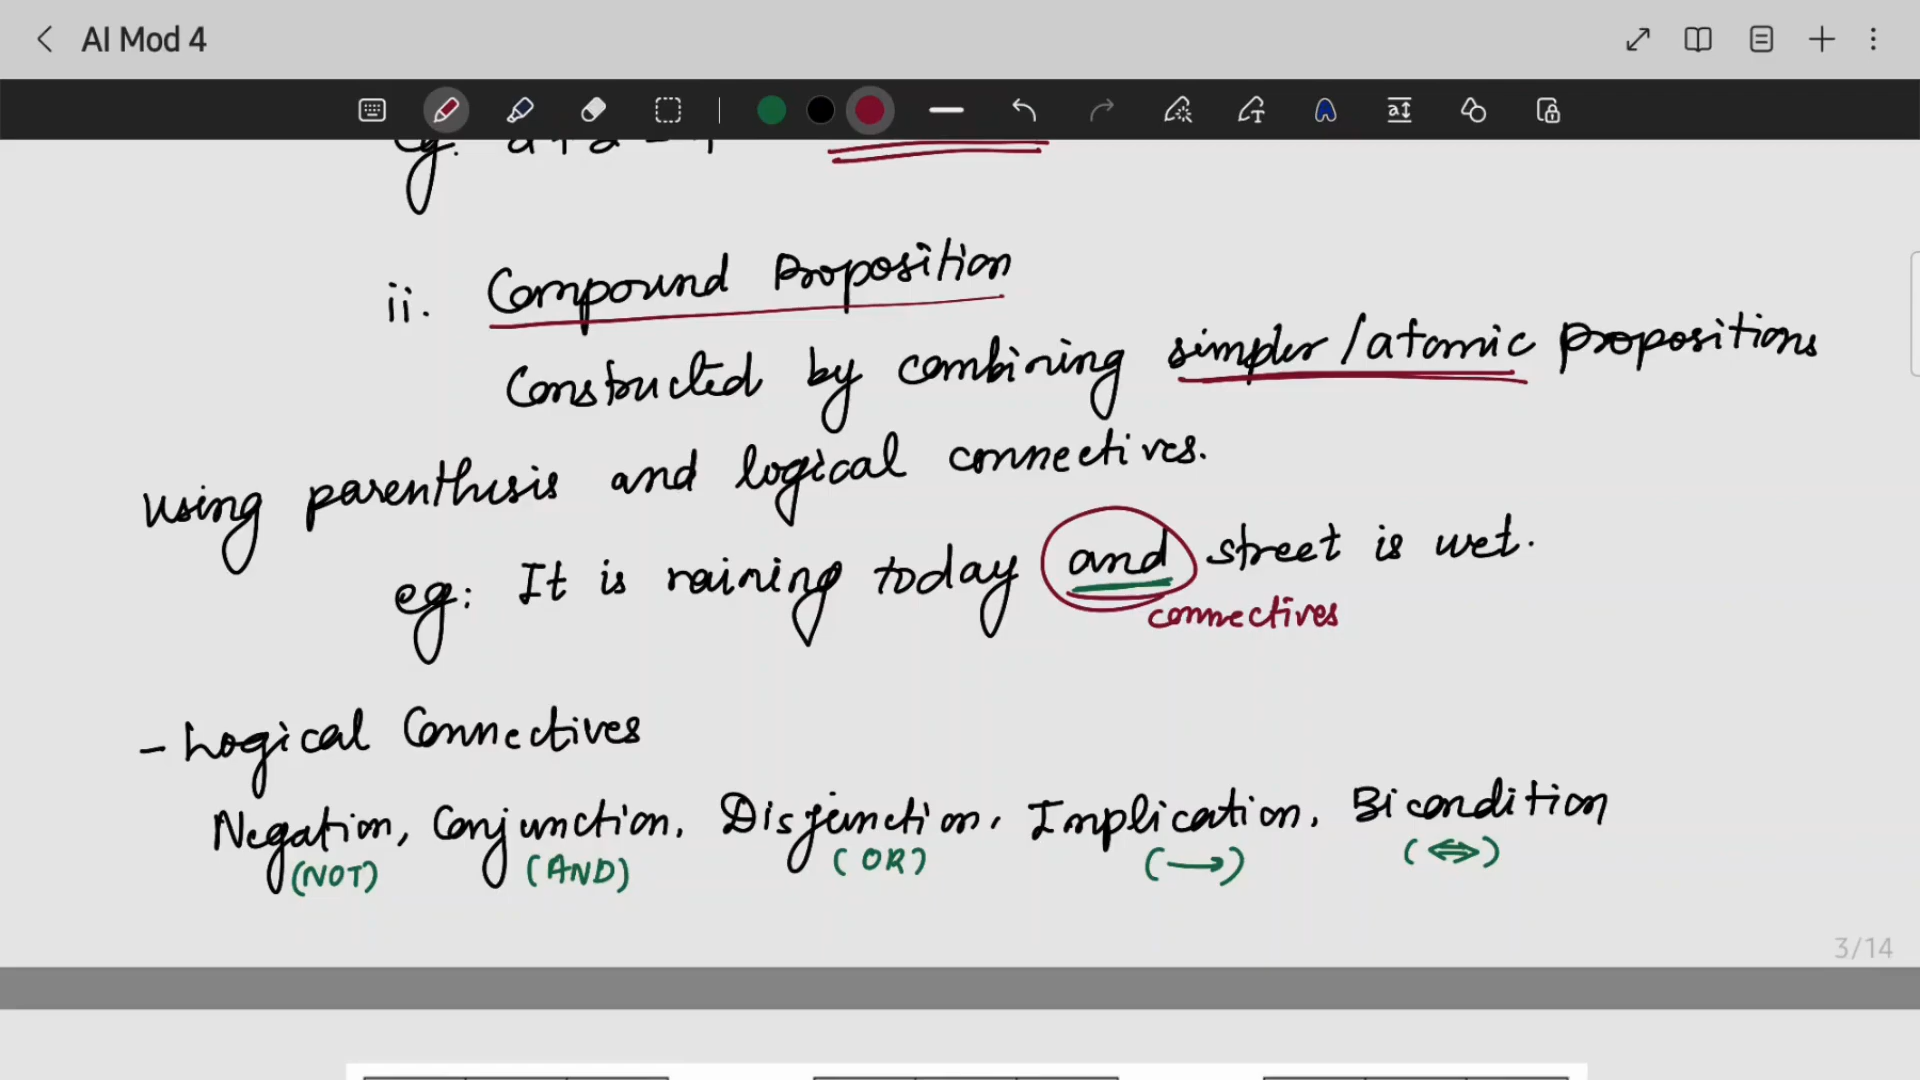 AI Mod 4
eg:
ii. Compound Proposition
Constructed by combining simpler/atomic propositions
using parenthesis and logical connectives.
eg: It is raining today and street is wet.
connectives
- Logical Connectives
Negation, Conjunction, Disjunction, Implication, Bicondition
(NOT) (AND) (OR) (→) (⇔)
3/14